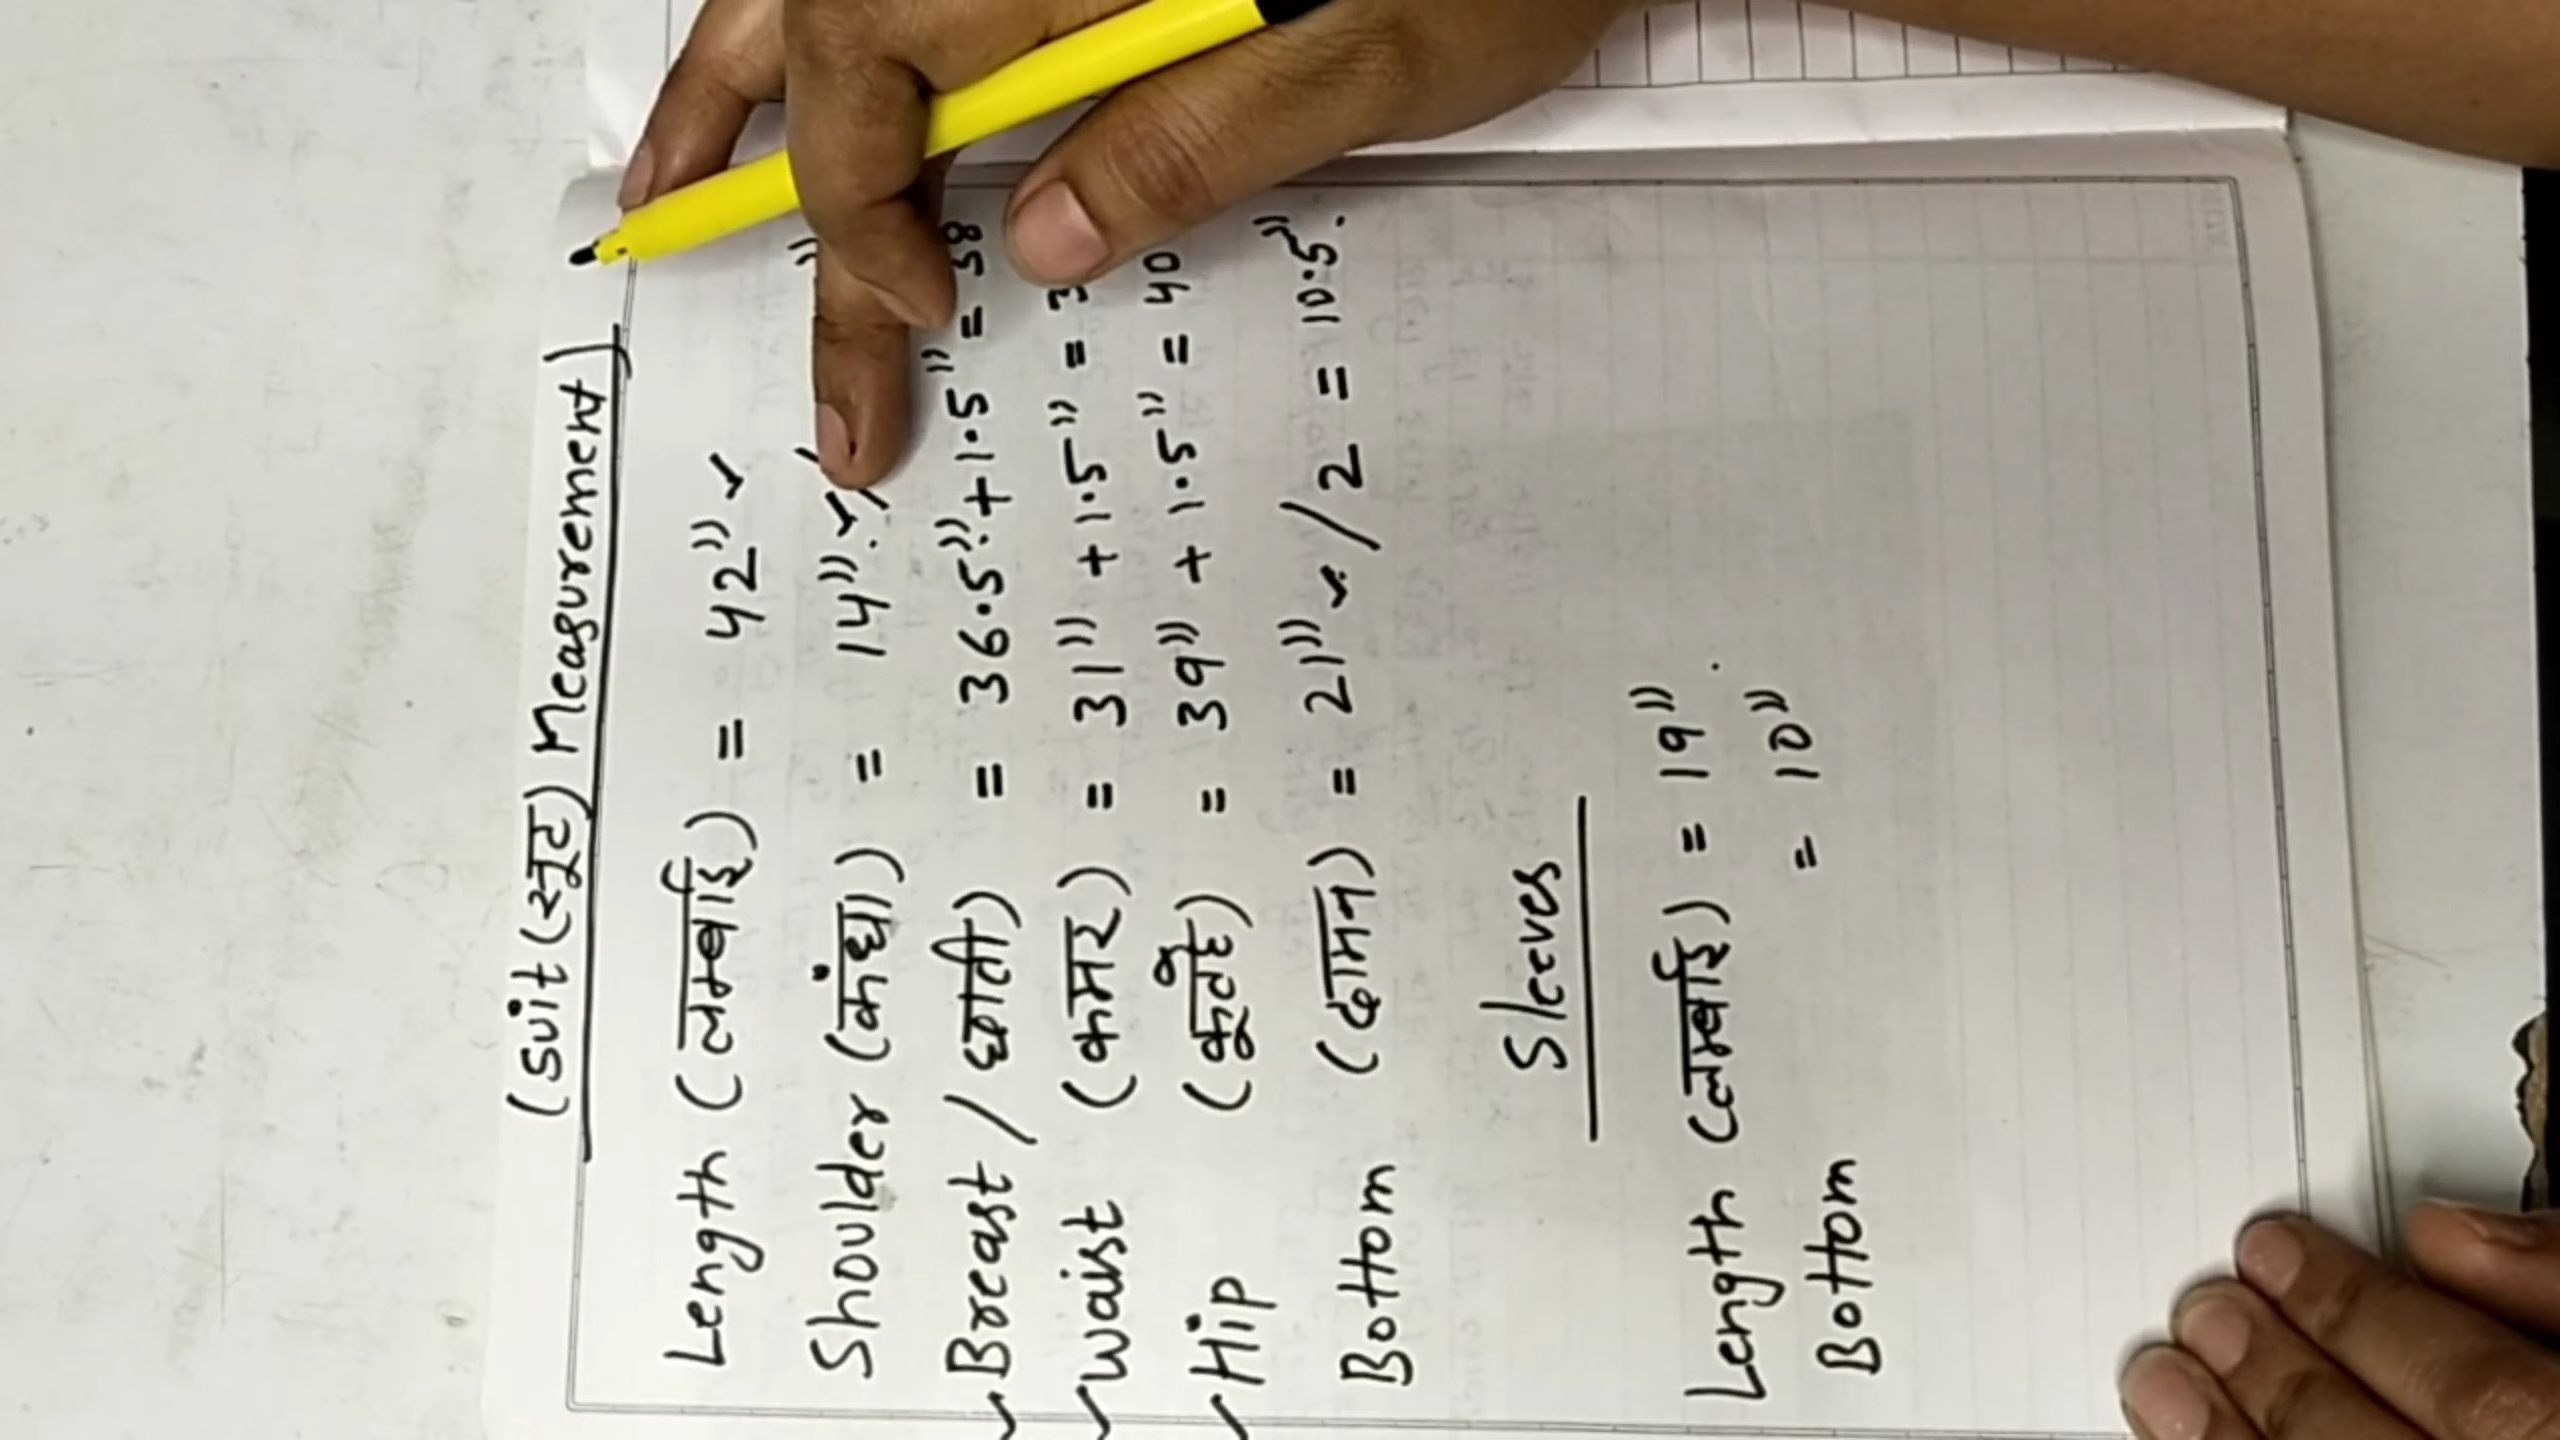 (Suit (सूट) Measurement)
Length (लम्बाई) = 42"
Shoulder (कंधा) = 14"
Breast / छाती) = 36.5" + 1.5" = 38
Waist (कमर) = 31" + 1.5" = 3
Hip (कूल्हे) = 39" + 1.5" = 40
Bottom (दामन) = 21" / 2 = 10.5".
Sleeves
Length (लम्बाई) = 19".
Bottom = 10"